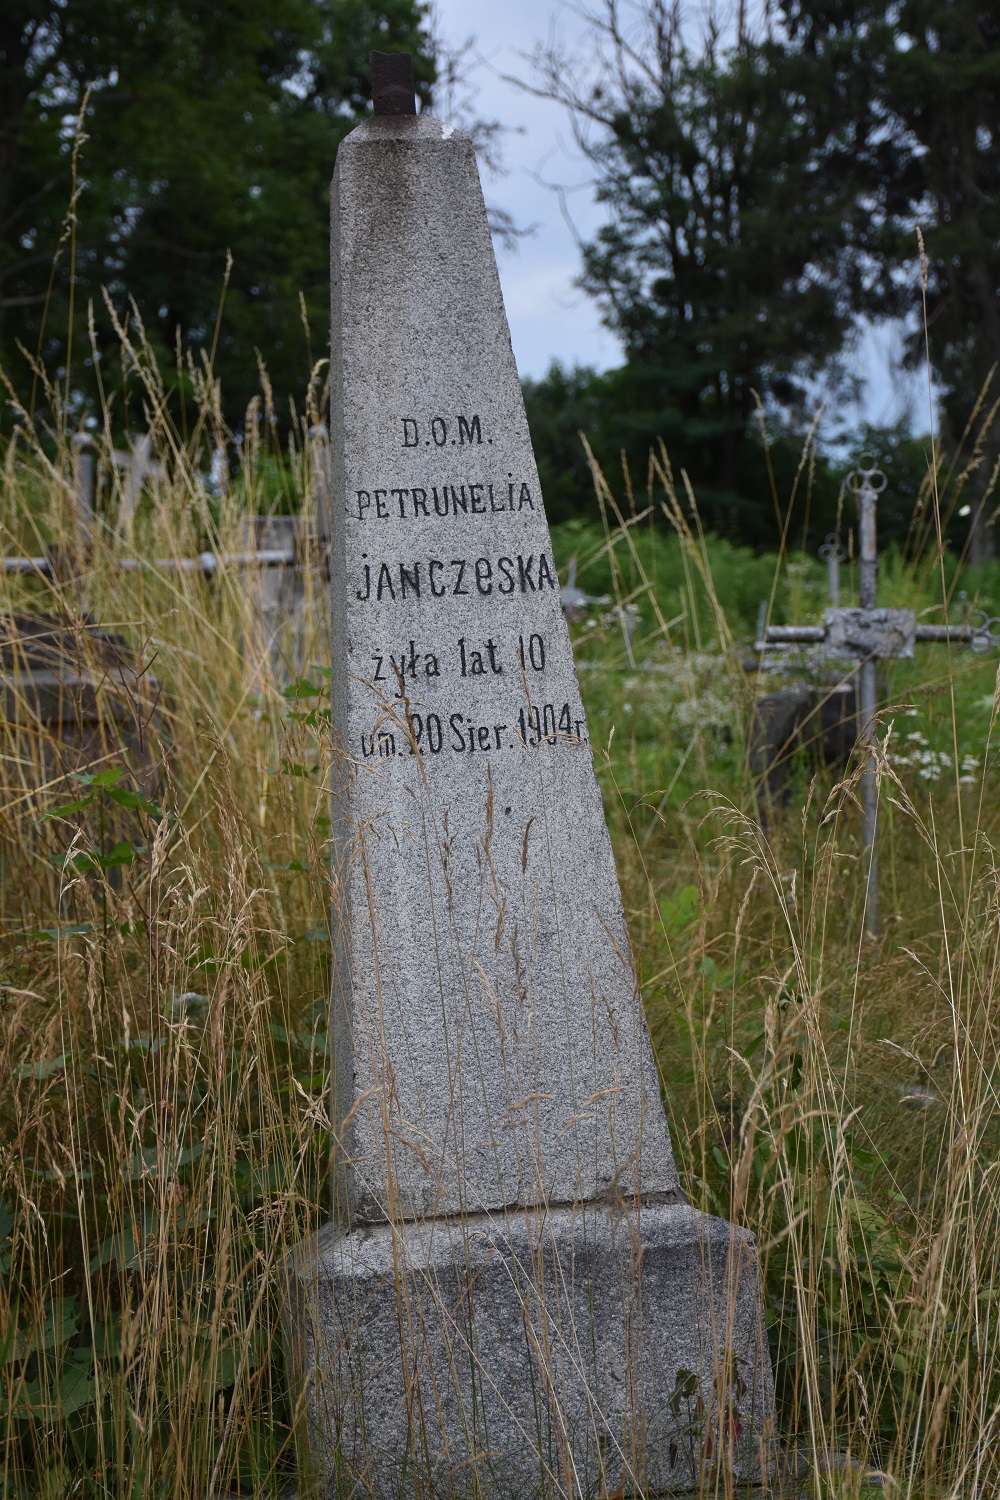 D.O.M.
PETRUNELIA
JANCZESKA
żyła lat 10
um. 20 Sier. 1904 r.